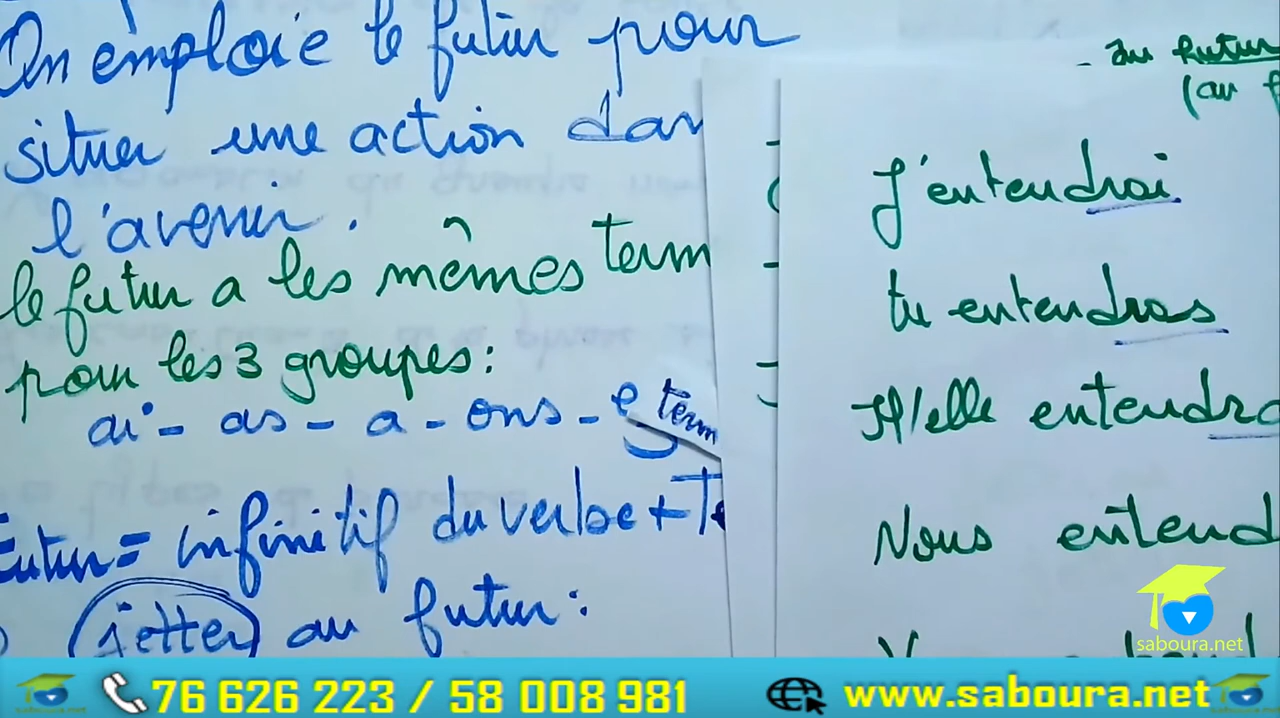 On emploie le futur pour
situer une action dan
l'avenir.
le futur a les mêmes term
pour les 3 groupes:
ai - as - a - ons - e
term
Futur = infinitif du verbe + Te
jetter au futur:
au futur
(au f
J'entendrai
tu entendras
Il/elle entendra
Nous entend
saboura.net
76 626 223 / 58 008 981
www.saboura.net